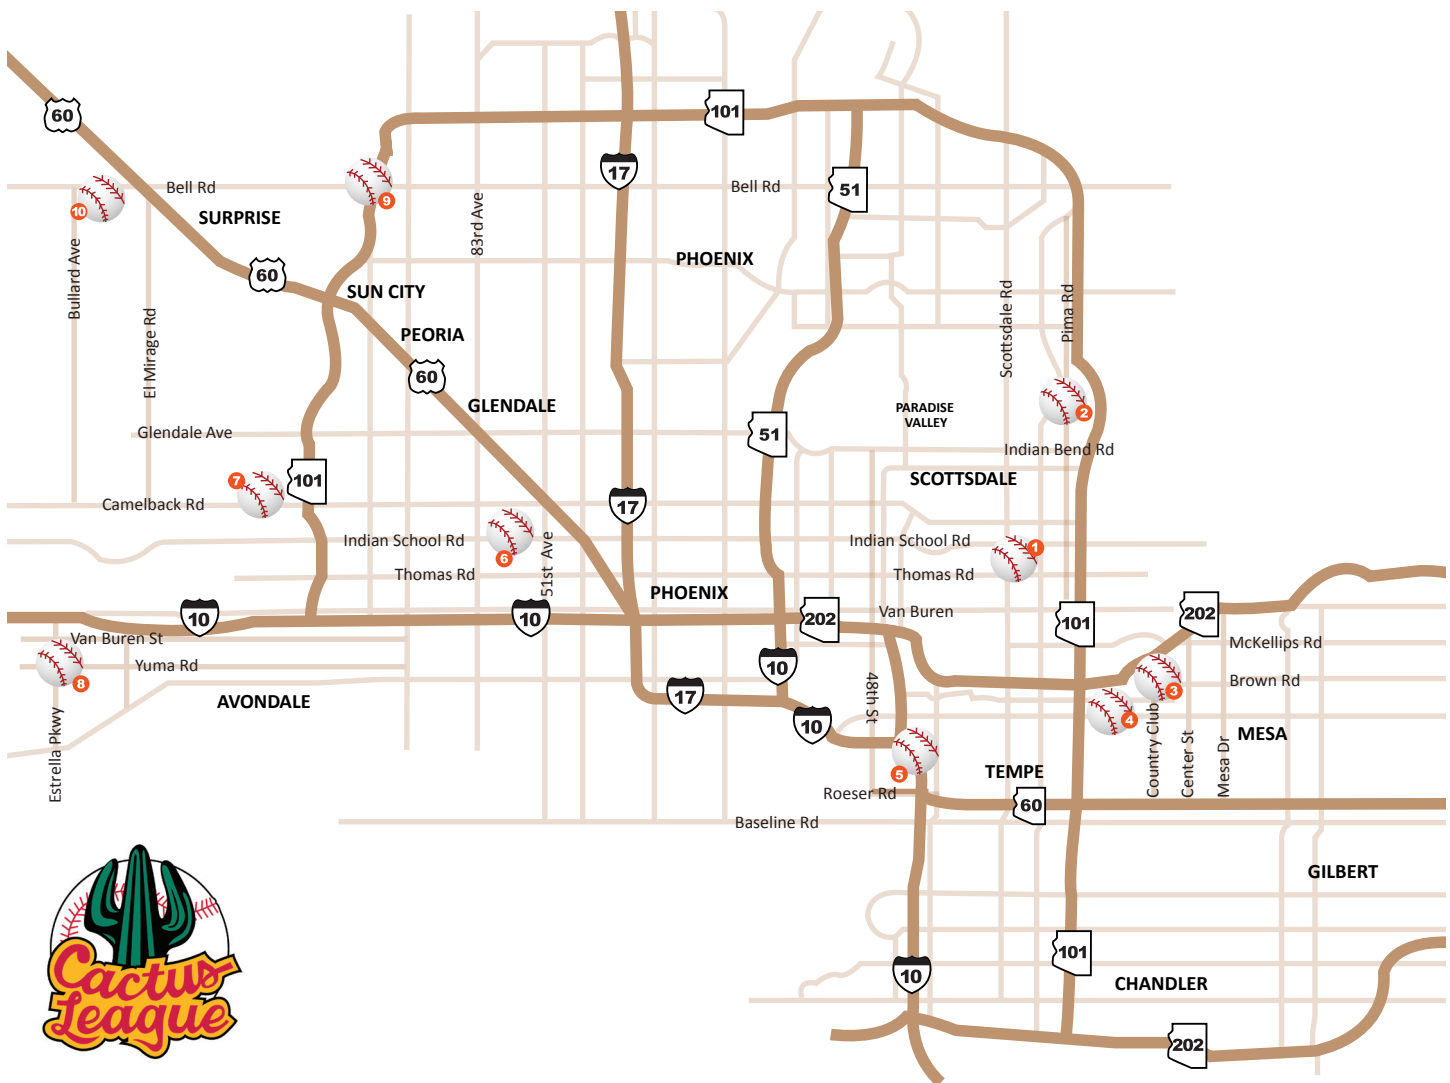 60
101
17
51
Bell Rd
Bell Rd
9
10
SURPRISE
83rd Ave
Bullard Ave
PHOENIX
60
SUN CITY
Scottsdale Rd
Pima Rd
El Mirage Rd
PEORIA
60
GLENDALE
PARADISE
VALLEY
2
Glendale Ave
51
Indian Bend Rd
7
101
SCOTTSDALE
Camelback Rd
17
Indian School Rd
6
51st Ave
Indian School Rd
1
Thomas Rd
Thomas Rd
PHOENIX
10
10
202
Van Buren
101
202
Van Buren St
McKellips Rd
Yuma Rd
8
10
Brown Rd
3
AVONDALE
17
48th St
10
4
Country Club
Center St
Mesa Dr
MESA
Estrella Pkwy
5
TEMPE
Roeser Rd
60
Baseline Rd
GILBERT
Cactus
League
101
10
CHANDLER
202